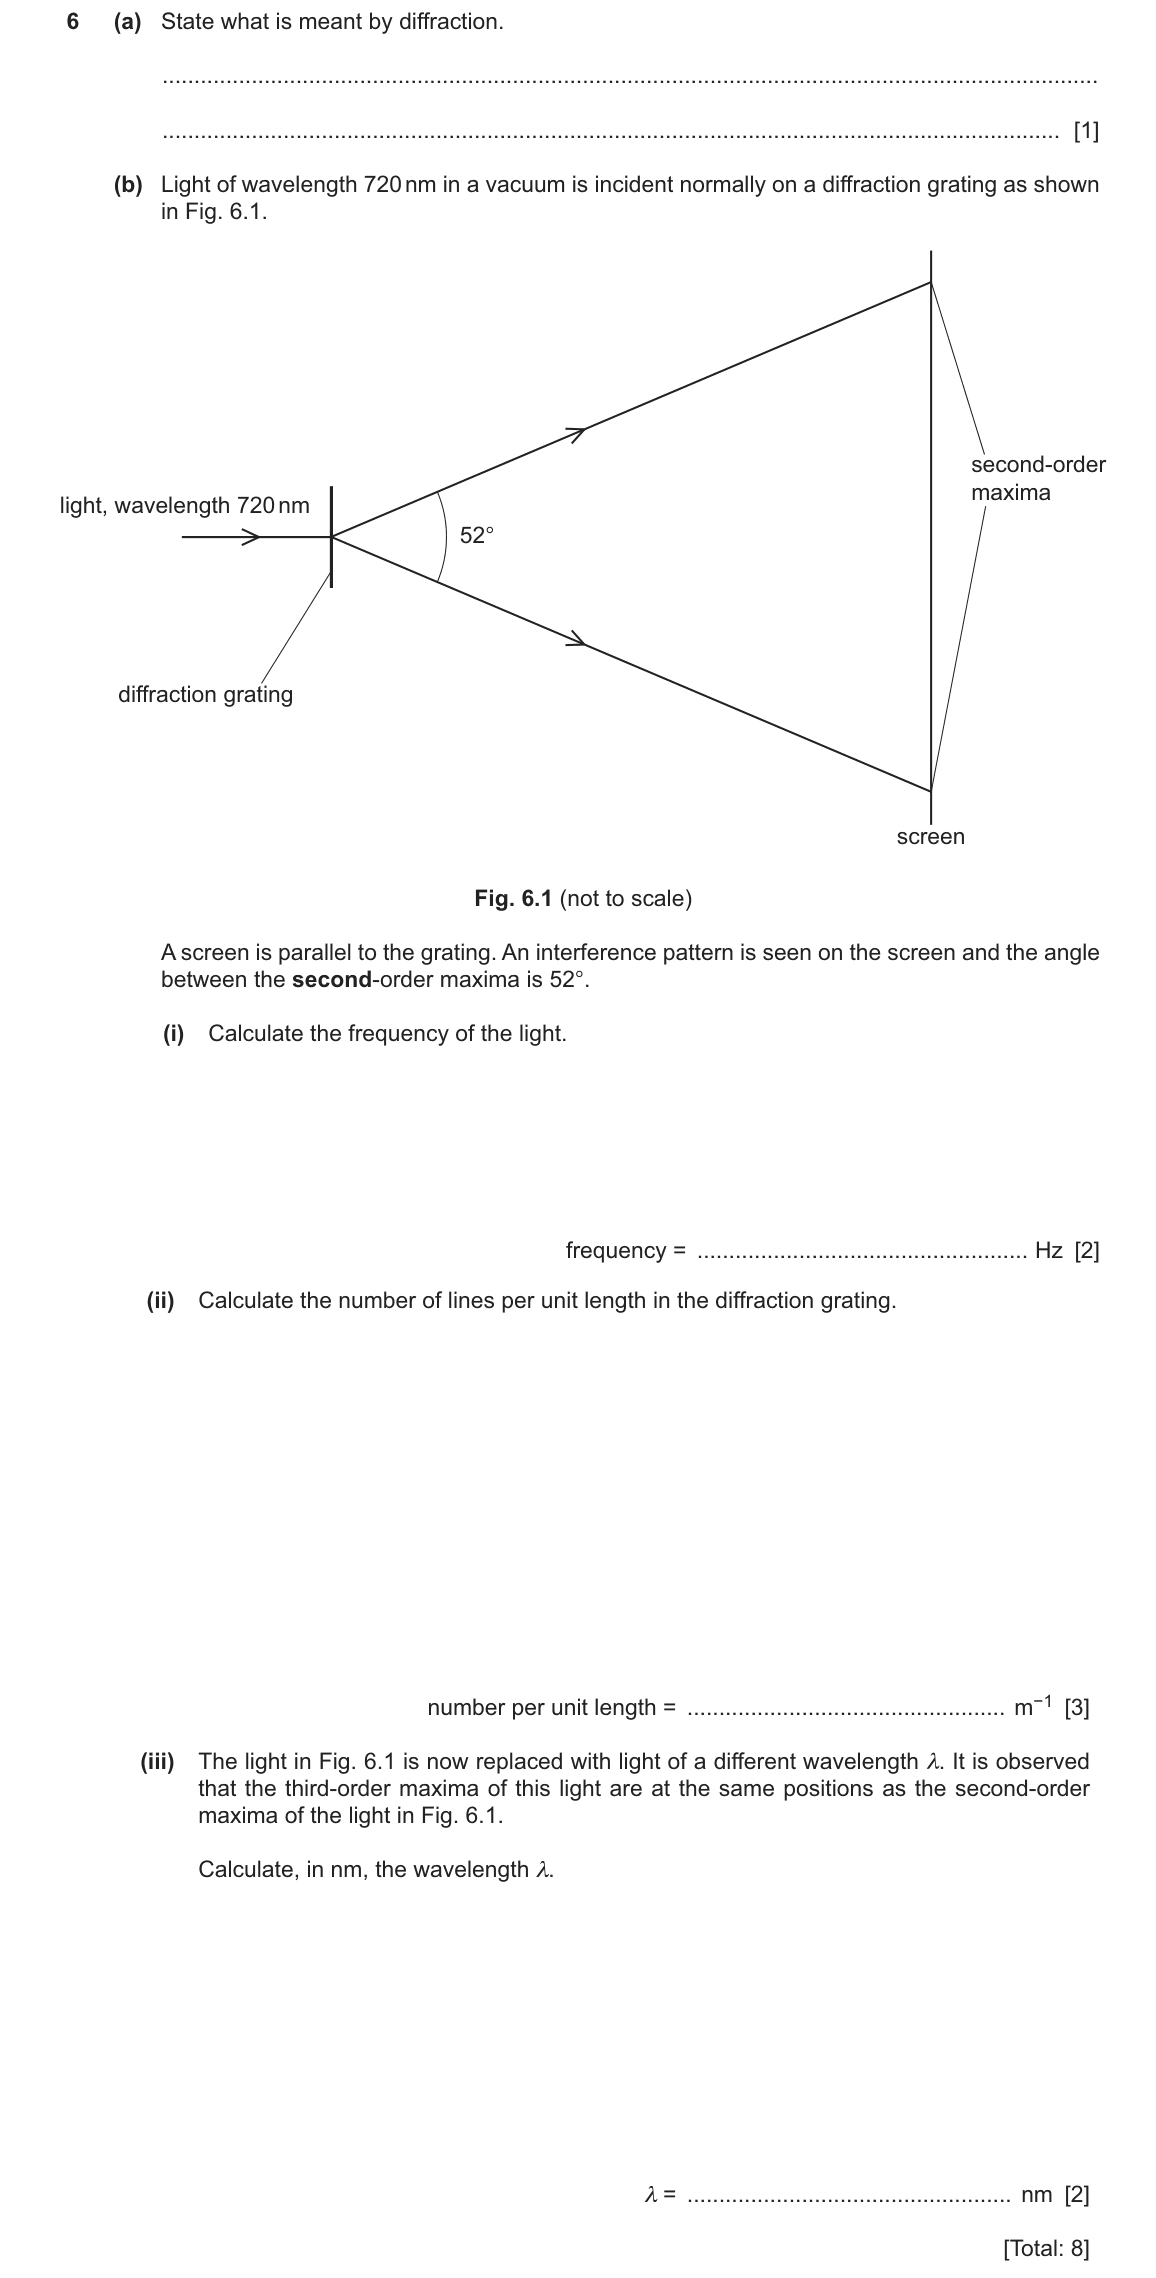 6 (a) State what is meant by diffraction.
..........................................................................................................................................................
.................................................................................................................................................... [1]
(b) Light of wavelength 720 nm in a vacuum is incident normally on a diffraction grating as shown
in Fig. 6.1.
second-order
maxima
light, wavelength 720 nm
52°
diffraction grating
screen
Fig. 6.1 (not to scale)
A screen is parallel to the grating. An interference pattern is seen on the screen and the angle
between the second-order maxima is 52°.
(i) Calculate the frequency of the light.
frequency = .................................................... Hz [2]
(ii) Calculate the number of lines per unit length in the diffraction grating.
number per unit length = .................................................. m⁻¹ [3]
(iii) The light in Fig. 6.1 is now replaced with light of a different wavelength λ. It is observed
that the third-order maxima of this light are at the same positions as the second-order
maxima of the light in Fig. 6.1.
Calculate, in nm, the wavelength λ.
λ = ................................................... nm [2]
[Total: 8]